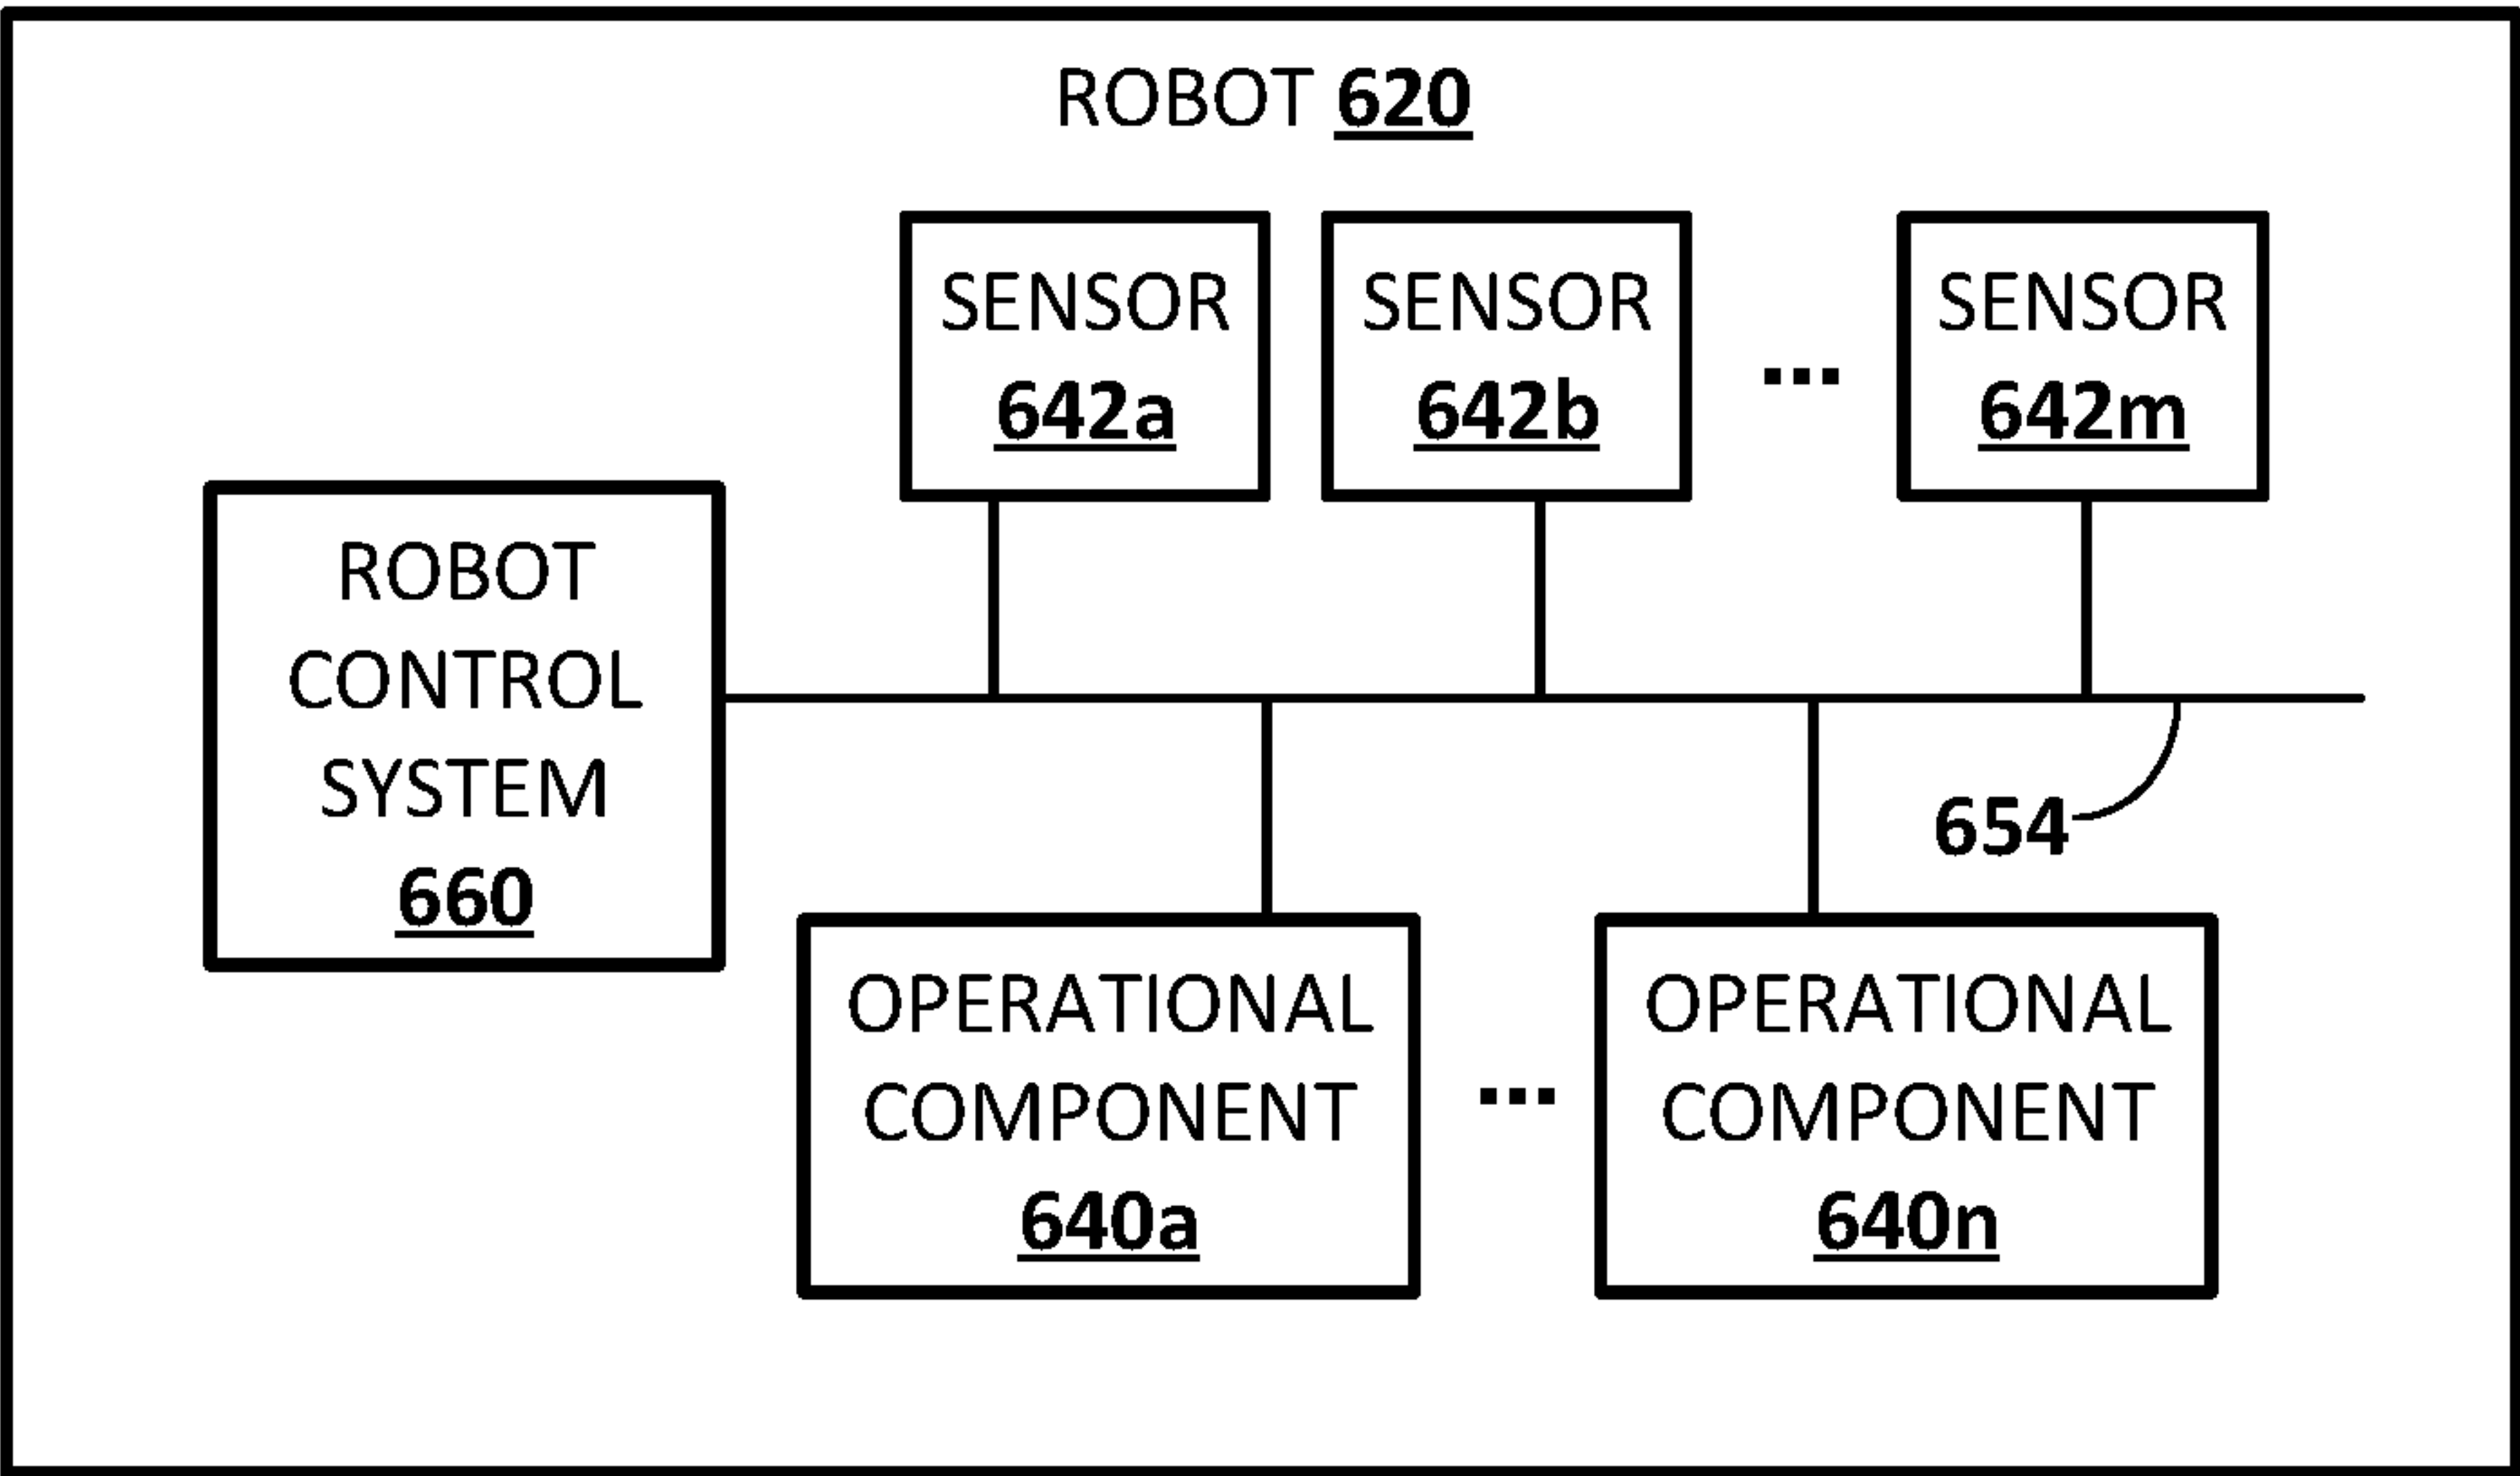 ROBOT 620
SENSOR
642a
SENSOR
642b
...
SENSOR
642m
ROBOT
CONTROL
SYSTEM
660
654
OPERATIONAL
COMPONENT
640a
...
OPERATIONAL
COMPONENT
640n